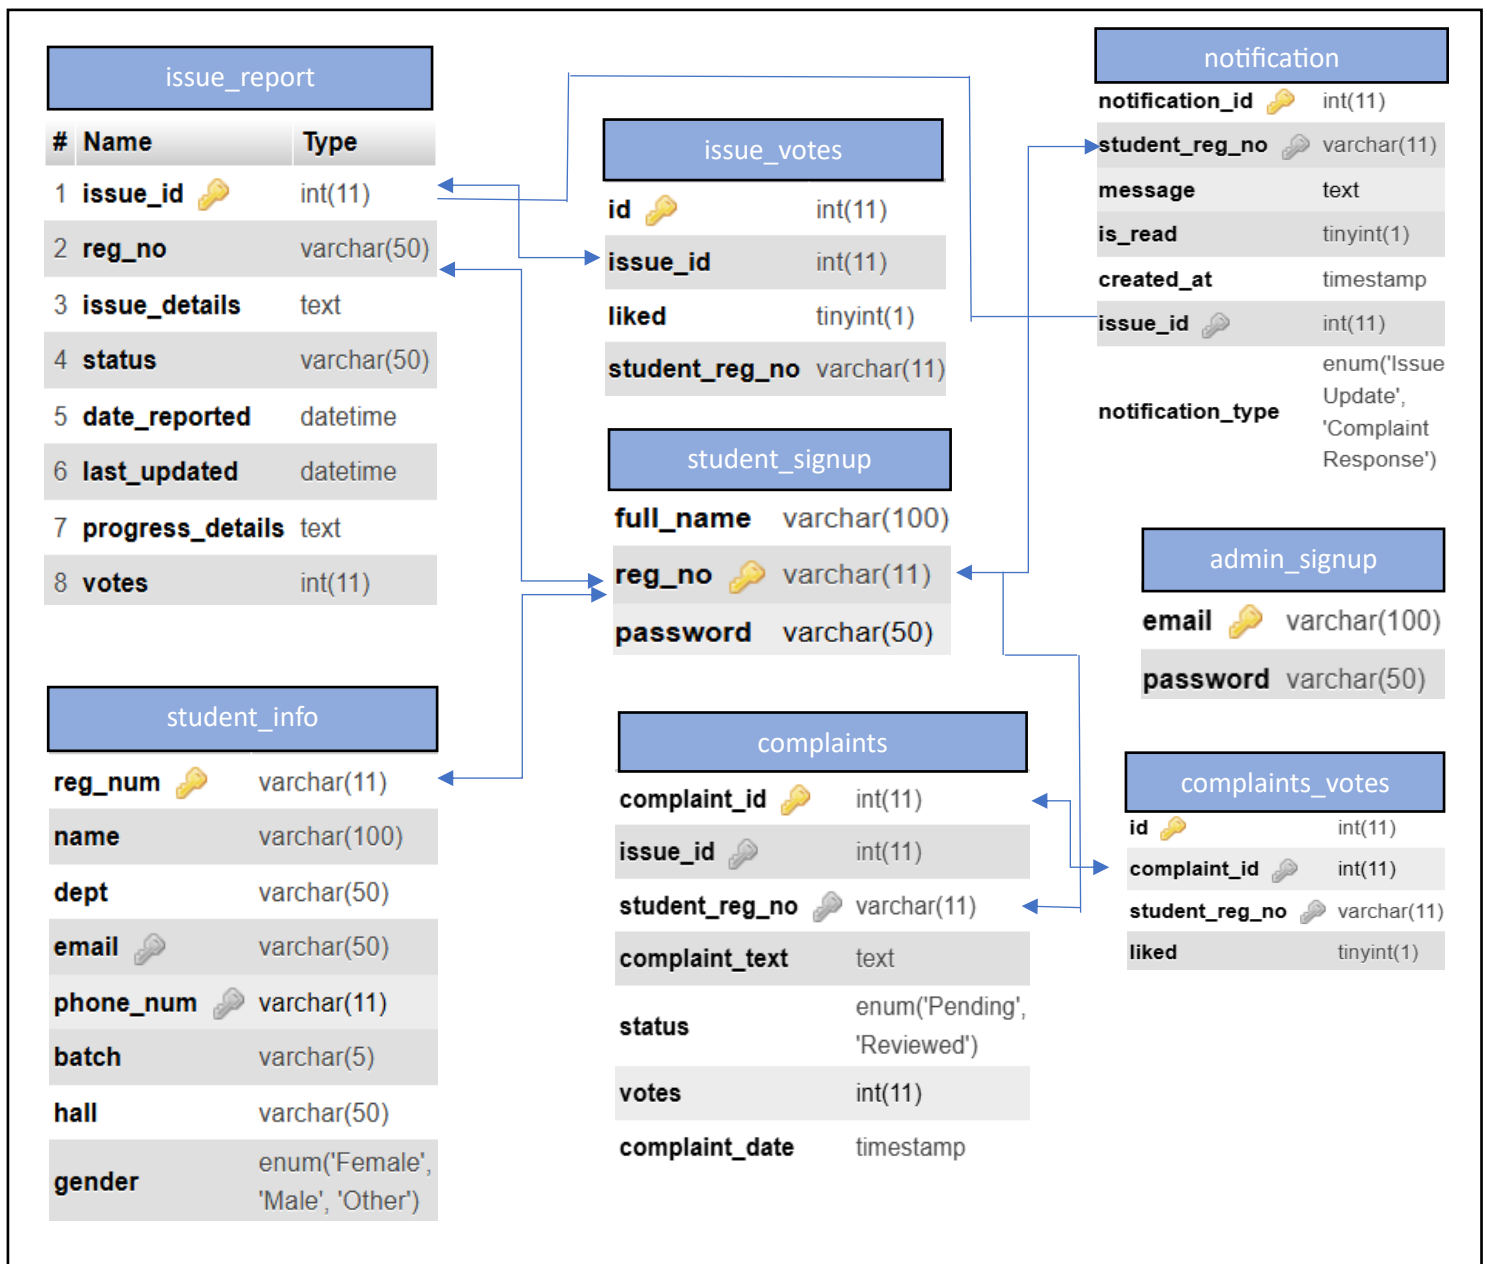 issue_report
# Name Type
1 issue_id int(11)
2 reg_no varchar(50)
3 issue_details text
4 status varchar(50)
5 date_reported datetime
6 last_updated datetime
7 progress_details text
8 votes int(11)
issue_votes
id int(11)
issue_id int(11)
liked tinyint(1)
student_reg_no varchar(11)
notification
notification_id int(11)
student_reg_no varchar(11)
message text
is_read tinyint(1)
created_at timestamp
issue_id int(11)
notification_type enum('Issue
Update',
'Complaint
Response')
student_signup
full_name varchar(100)
reg_no varchar(11)
password varchar(50)
admin_signup
email varchar(100)
password varchar(50)
student_info
reg_num varchar(11)
name varchar(100)
dept varchar(50)
email varchar(50)
phone_num varchar(11)
batch varchar(5)
hall varchar(50)
gender enum('Female',
'Male', 'Other')
complaints
complaint_id int(11)
issue_id int(11)
student_reg_no varchar(11)
complaint_text text
status enum('Pending',
'Reviewed')
votes int(11)
complaint_date timestamp
complaints_votes
id int(11)
complaint_id int(11)
student_reg_no varchar(11)
liked tinyint(1)